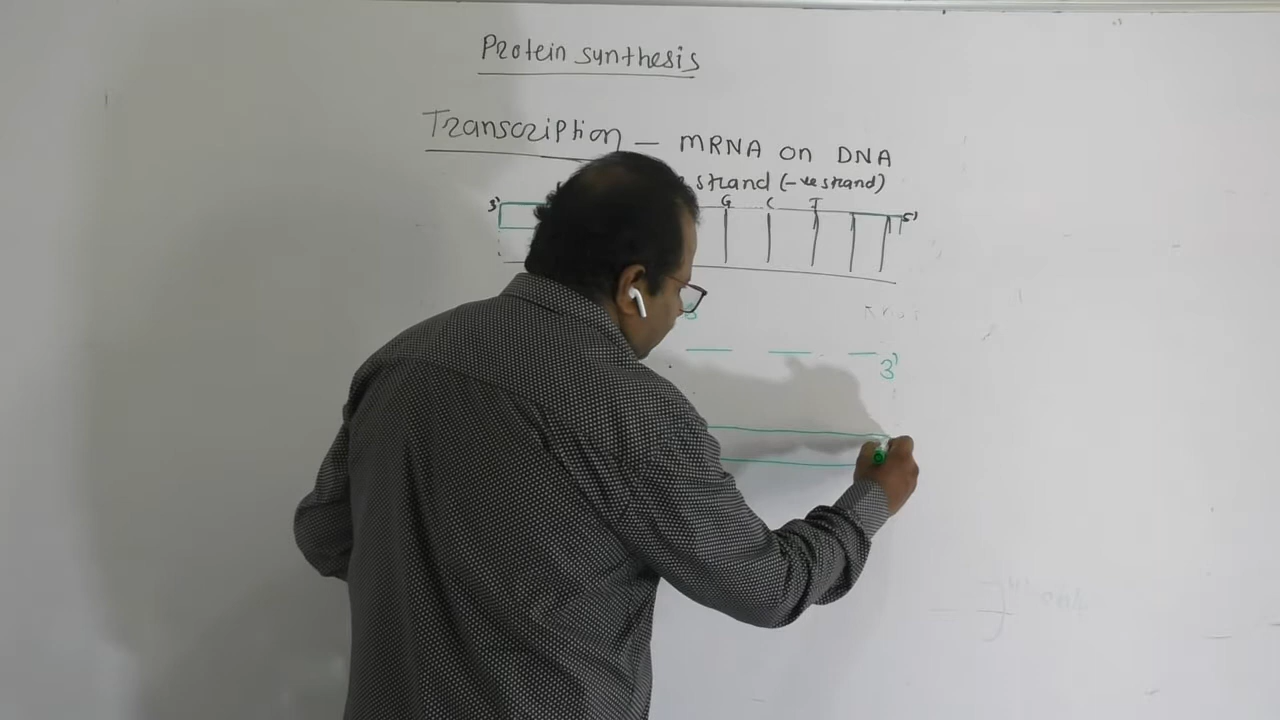 Protein synthesis
Transcription — mRNA on DNA
strand (-ve strand)
3' G C T 5'
3'